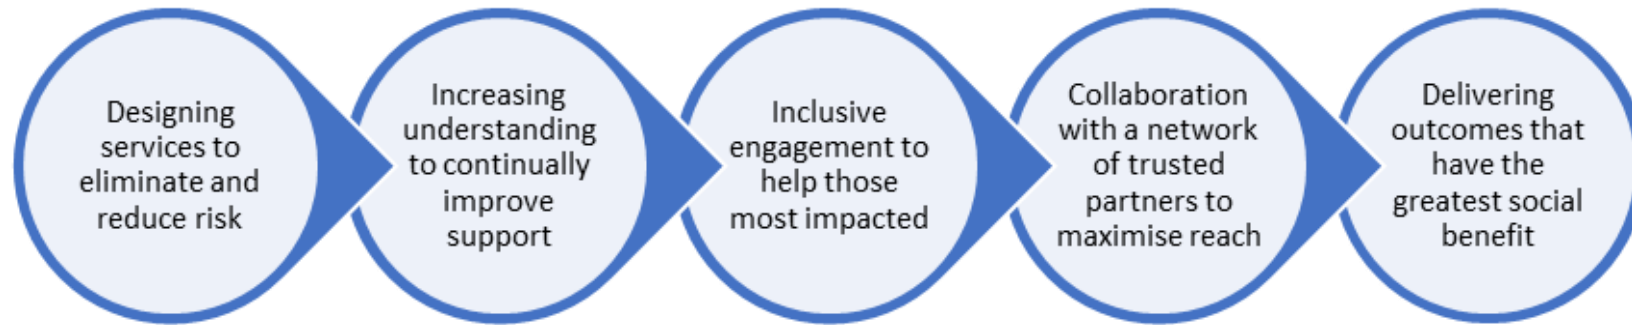 Designing
services to
eliminate and
reduce risk
Increasing
understanding
to continually
improve
support
Inclusive
engagement to
help those
most impacted
Collaboration
with a network
of trusted
partners to
maximise reach
Delivering
outcomes that
have the
greatest social
benefit